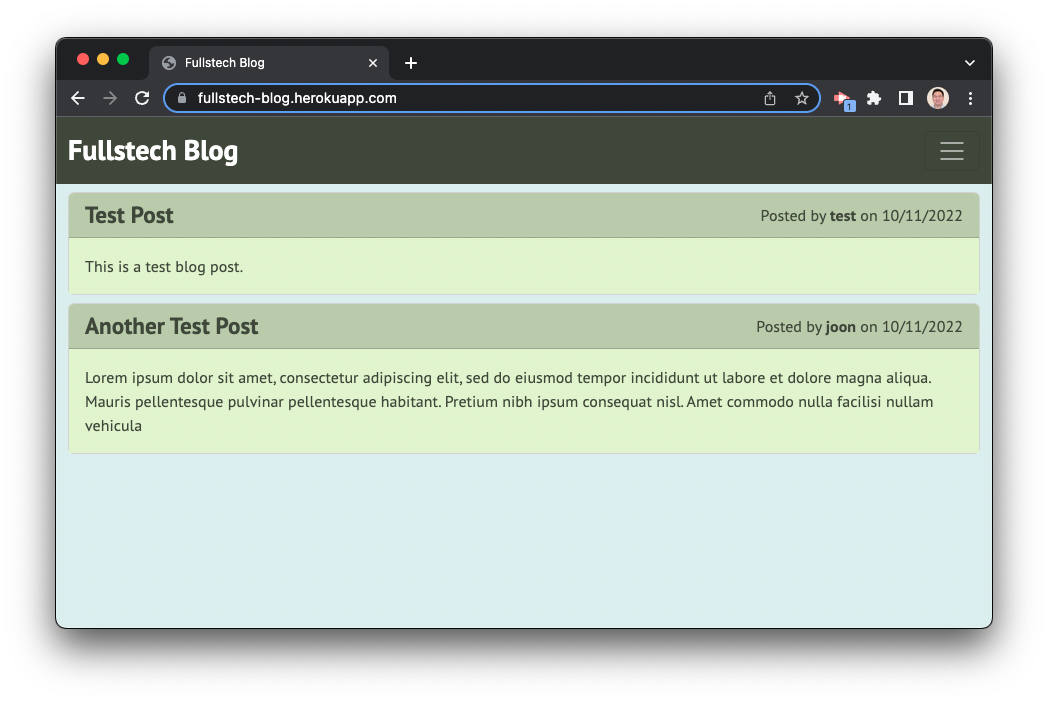 Fullstech Blog
fullstech-blog.herokuapp.com
1
Fullstech Blog
Test Post
Posted by test on 10/11/2022
This is a test blog post.
Another Test Post
Posted by joon on 10/11/2022
Lorem ipsum dolor sit amet, consectetur adipiscing elit, sed do eiusmod tempor incididunt ut labore et dolore magna aliqua.
Mauris pellentesque pulvinar pellentesque habitant. Pretium nibh ipsum consequat nisl. Amet commodo nulla facilisi nullam
vehicula